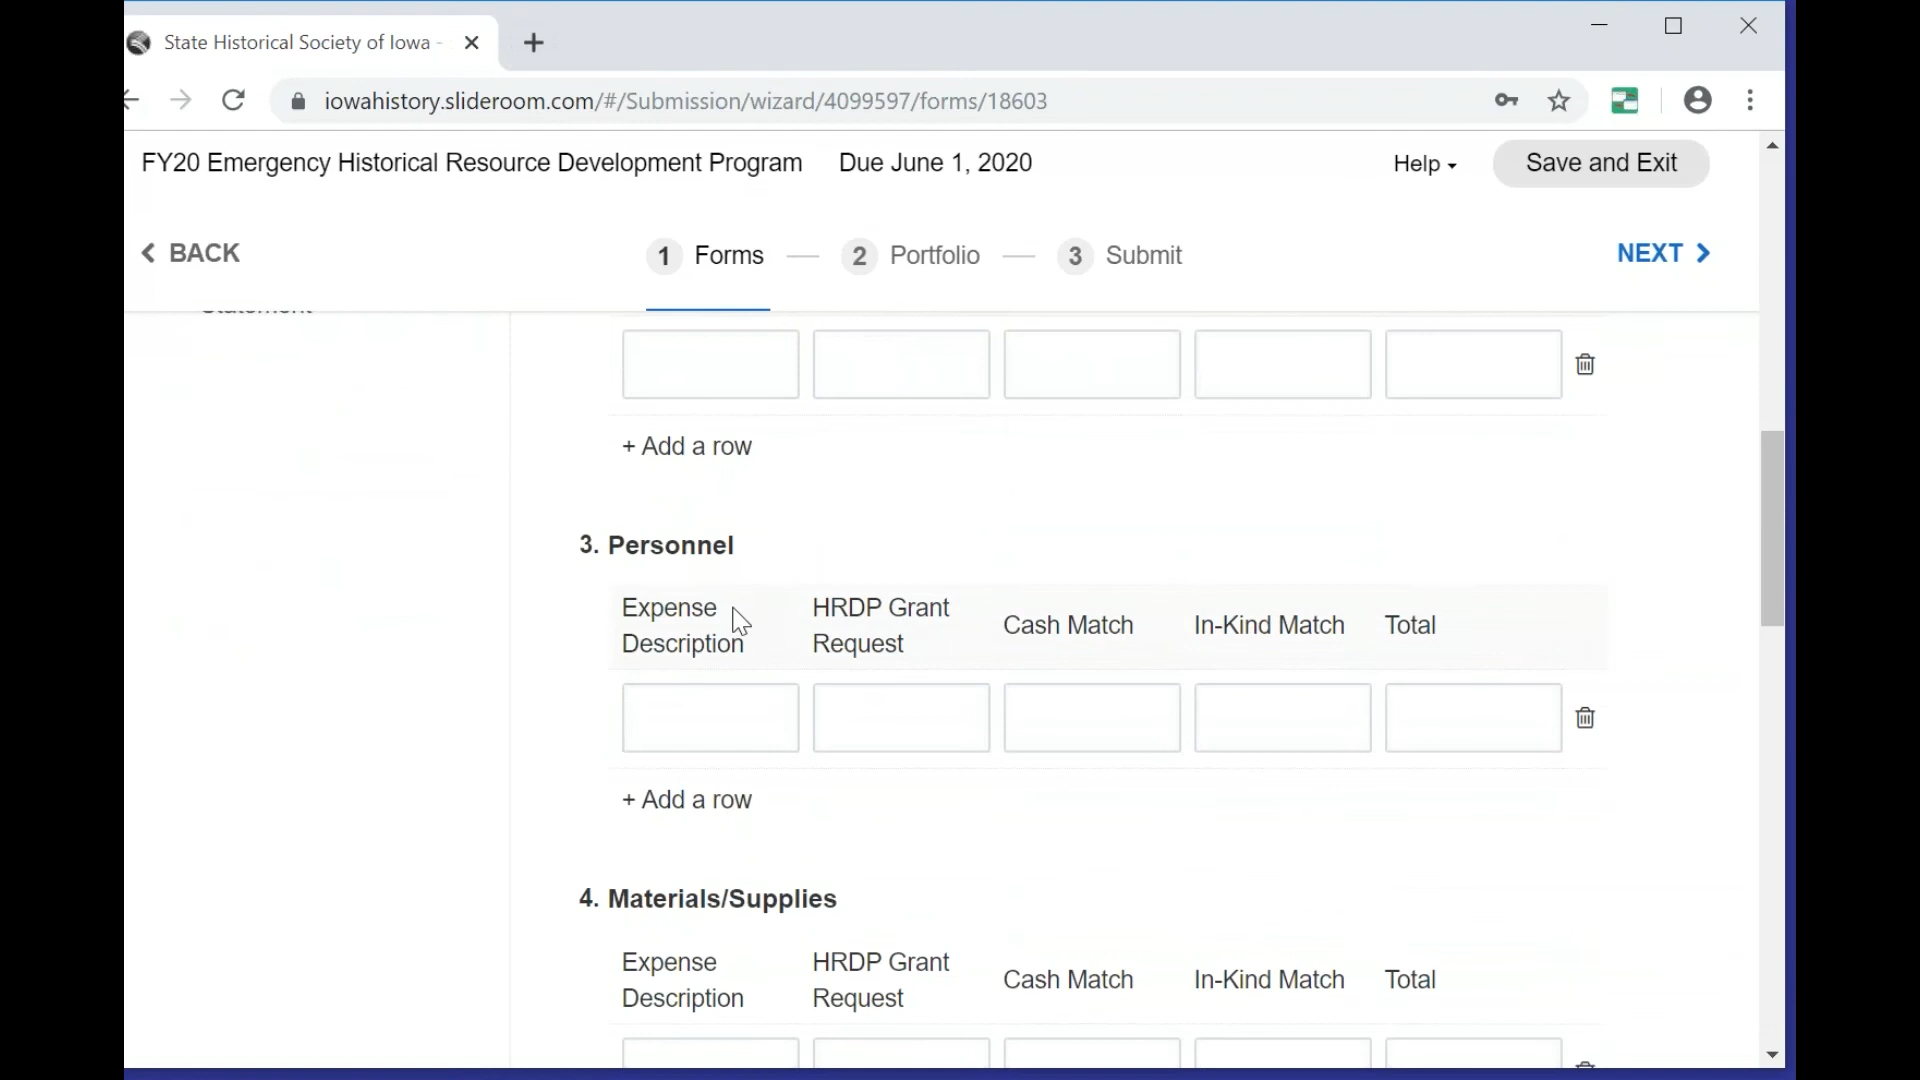 State Historical Society of Iowa -
iowahistory.slideroom.com/#/Submission/wizard/4099597/forms/18603
FY20 Emergency Historical Resource Development Program Due June 1, 2020 Help Save and Exit
BACK 1 Forms 2 Portfolio 3 Submit NEXT
+ Add a row
3. Personnel
Expense Description HRDP Grant Request Cash Match In-Kind Match Total
+ Add a row
4. Materials/Supplies
Expense Description HRDP Grant Request Cash Match In-Kind Match Total